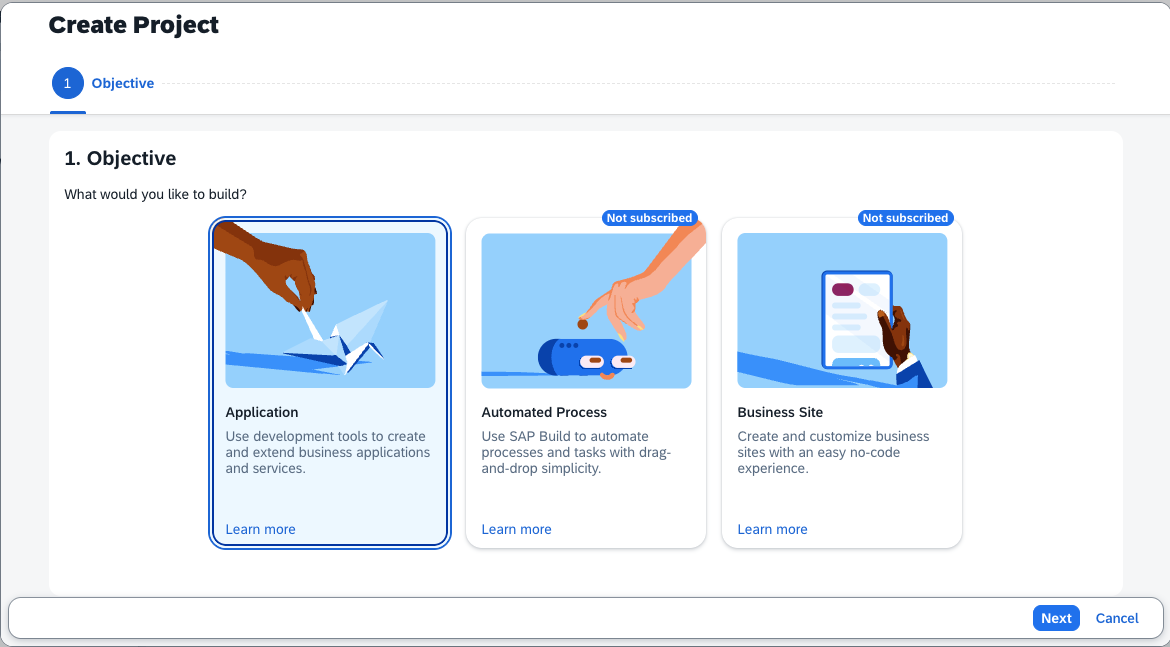 Create Project
1 Objective
1. Objective
What would you like to build?
Application
Use development tools to create
and extend business applications
and services.
Learn more
Not subscribed
Automated Process
Use SAP Build to automate
processes and tasks with drag-
and-drop simplicity.
Learn more
Not subscribed
Business Site
Create and customize business
sites with an easy no-code
experience.
Learn more
Next Cancel